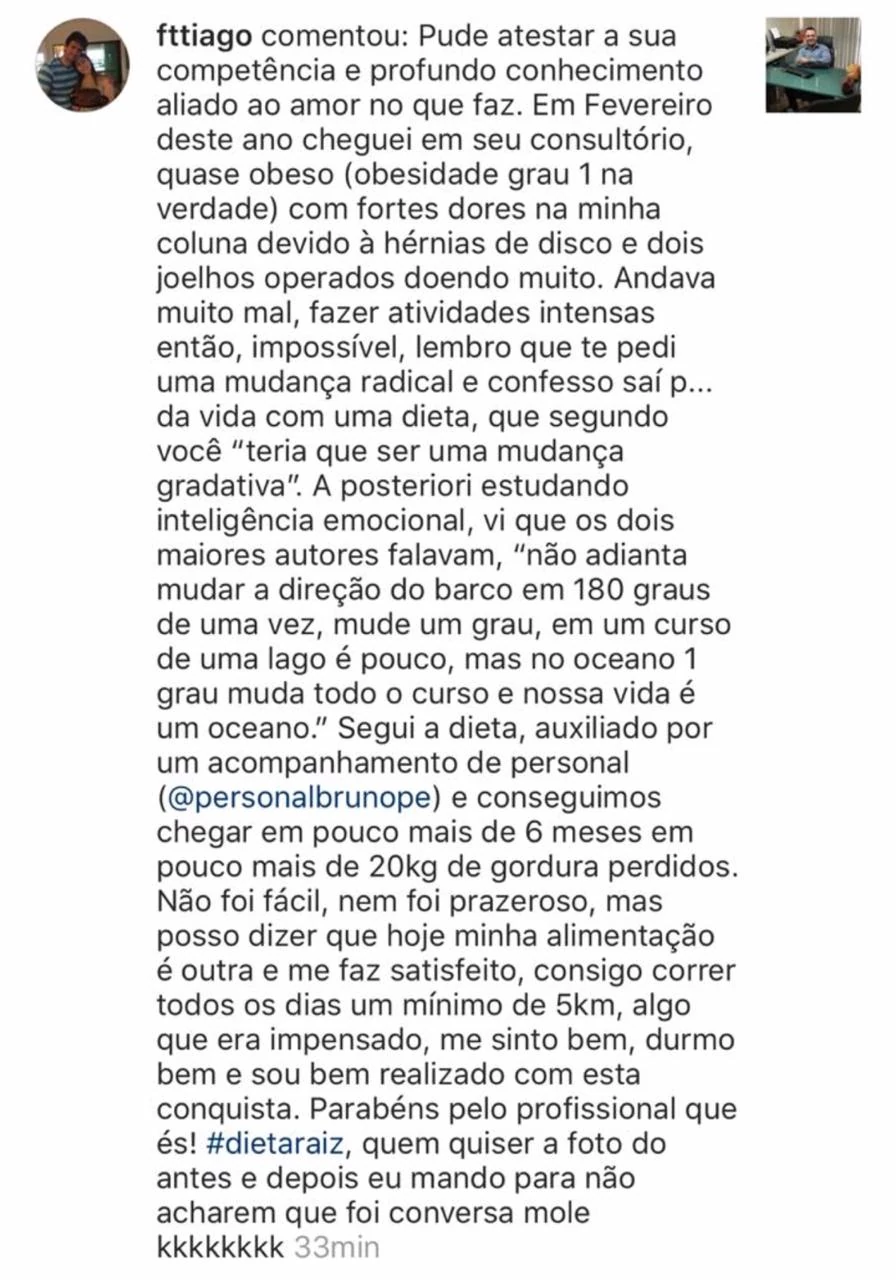 fttiago comentou: Pude atestar a sua
competência e profundo conhecimento
aliado ao amor no que faz. Em Fevereiro
deste ano cheguei em seu consultório,
quase obeso (obesidade grau 1 na
verdade) com fortes dores na minha
coluna devido à hérnias de disco e dois
joelhos operados doendo muito. Andava
muito mal, fazer atividades intensas
então, impossível, lembro que te pedi
uma mudança radical e confesso saí p...
da vida com uma dieta, que segundo
você “teria que ser uma mudança
gradativa”. A posteriori estudando
inteligência emocional, vi que os dois
maiores autores falavam, “não adianta
mudar a direção do barco em 180 graus
de uma vez, mude um grau, em um curso
de uma lago é pouco, mas no oceano 1
grau muda todo o curso e nossa vida é
um oceano.” Segui a dieta, auxiliado por
um acompanhamento de personal
(@personalbrunope) e conseguimos
chegar em pouco mais de 6 meses em
pouco mais de 20kg de gordura perdidos.
Não foi fácil, nem foi prazeroso, mas
posso dizer que hoje minha alimentação
é outra e me faz satisfeito, consigo correr
todos os dias um mínimo de 5km, algo
que era impensado, me sinto bem, durmo
bem e sou bem realizado com esta
conquista. Parabéns pelo profissional que
és! #dietaraiz, quem quiser a foto do
antes e depois eu mando para não
acharem que foi conversa mole
kkkkkkkk 33min